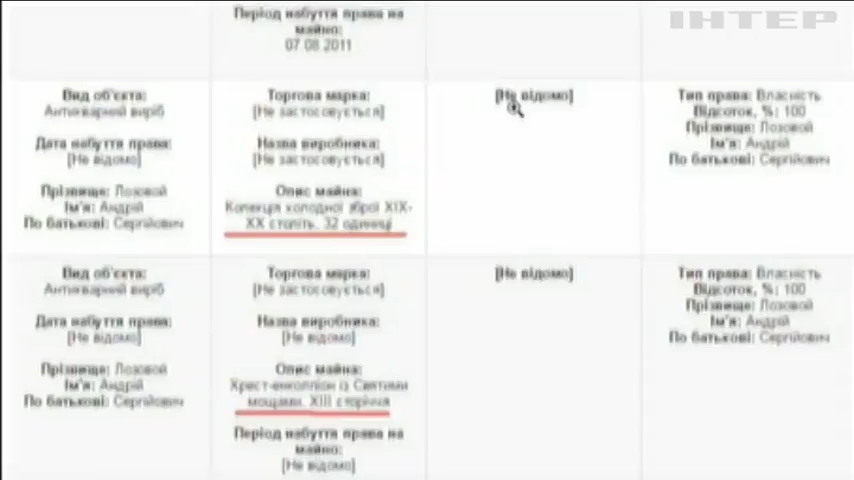 Період набуття права на
майно:
07.08.2011
ІНТЕР
Вид об'єкта:
Антикварний виріб
Дата набуття права:
[Не відомо]
Прізвище: Лозовой
Ім'я: Андрій
По батькові: Сергійович
Торгова марка:
[Не застосовується]
Назва виробника:
[Не застосовується]
Опис майна:
Колекція холодної зброї XIX-
XX століть. 32 одиниці
[Не відомо]
Тип права: Власність
Відсоток, %: 100
Прізвище: Лозовой
Ім'я: Андрій
По батькові: Сергійович
Вид об'єкта:
Антикварний виріб
Дата набуття права:
[Не відомо]
Прізвище: Лозовой
Ім'я: Андрій
По батькові: Сергійович
Торгова марка:
[Не застосовується]
Назва виробника:
[Не відомо]
Опис майна:
Хрест-енколпіон із Святими
мощами. XIII сторіччя
Період набуття права на
майно:
[Не відомо]
[Не відомо]
Тип права: Власність
Відсоток, %: 100
Прізвище: Лозовой
Ім'я: Андрій
По батькові: Сергійович